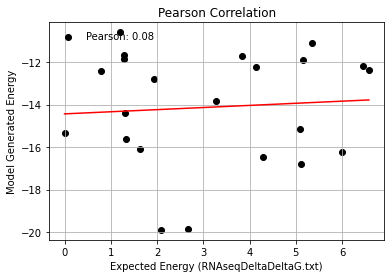 Pearson Correlation
Pearson: 0.08
Model Generated Energy
−12
−14
−16
−18
−20
0 1 2 3 4 5 6
Expected Energy (RNAseqDeltaDeltaG.txt)